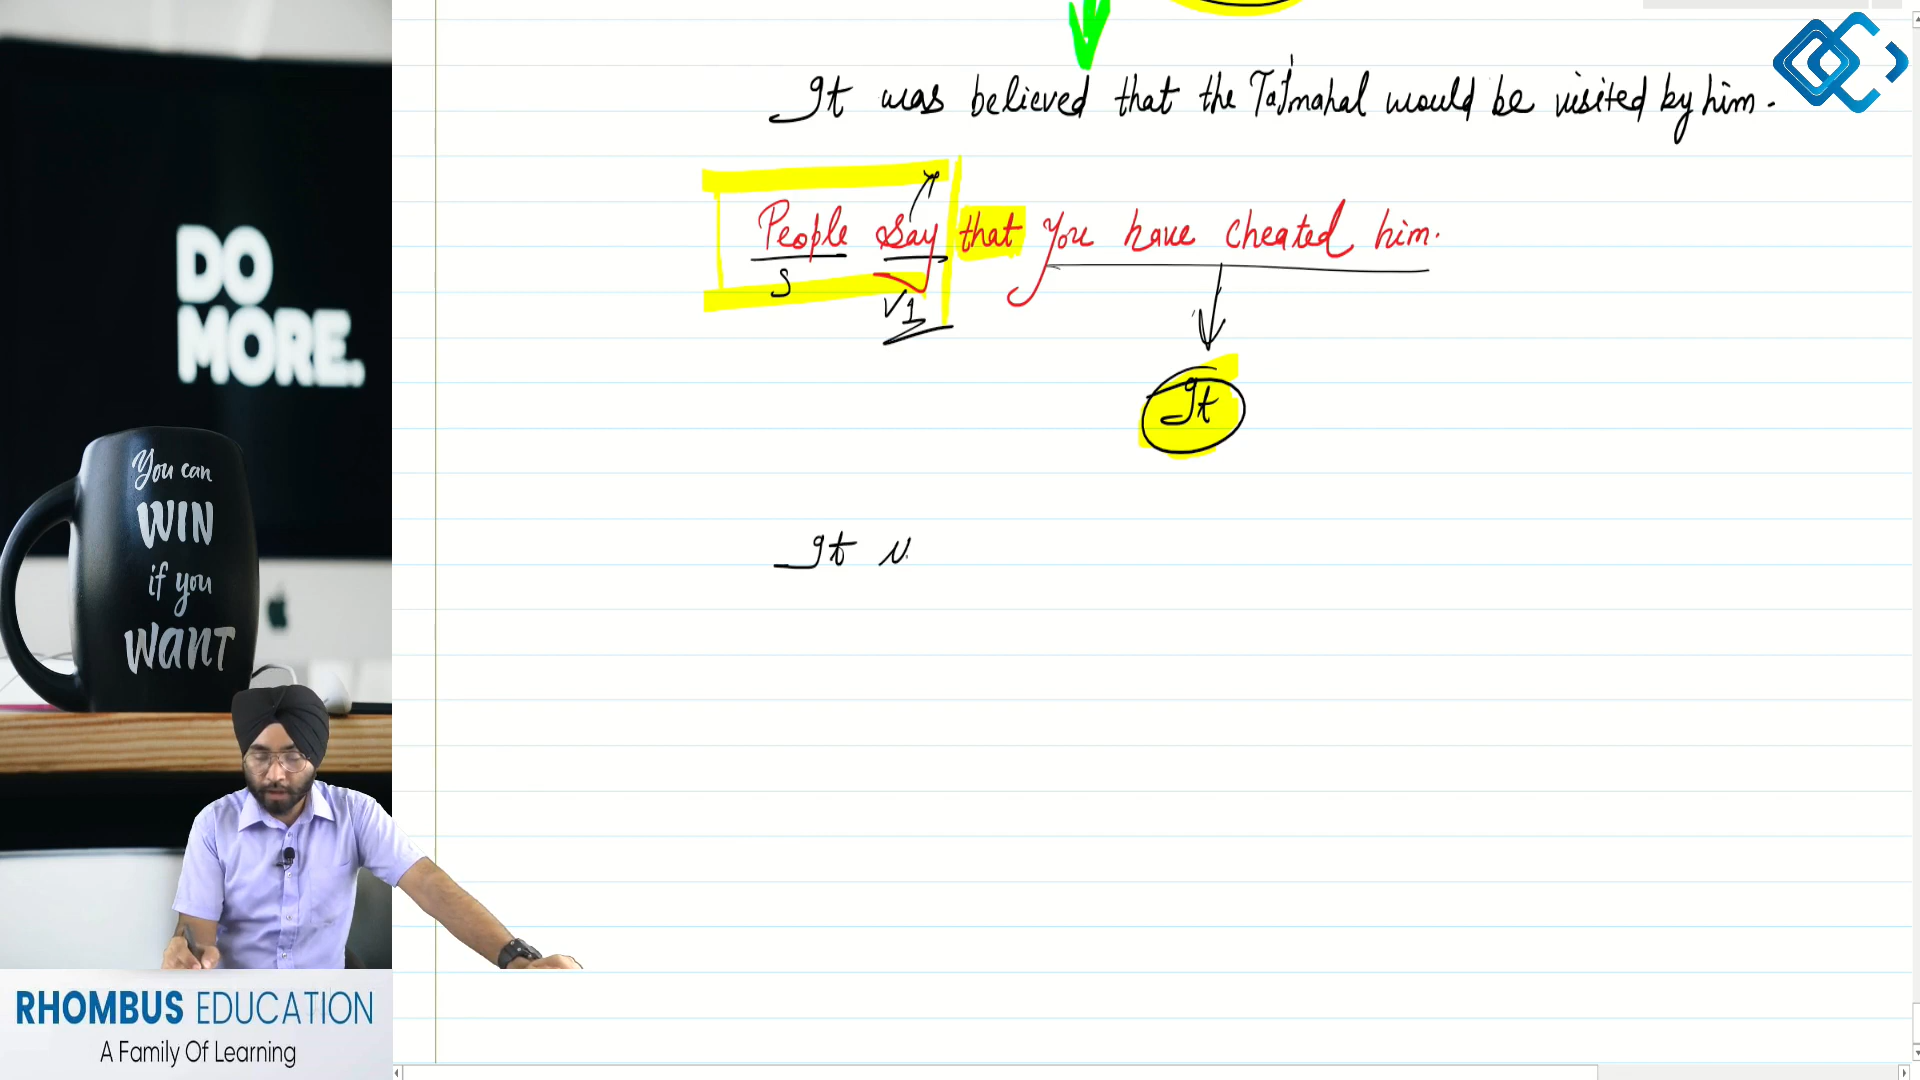 It was believed that the Tajmahal would be visited by him.
People say that you have cheated him.
S
V1
It
It
DO
MORE.
You can
WIN
if you
WANT
RHOMBUS EDUCATION
A Family Of Learning